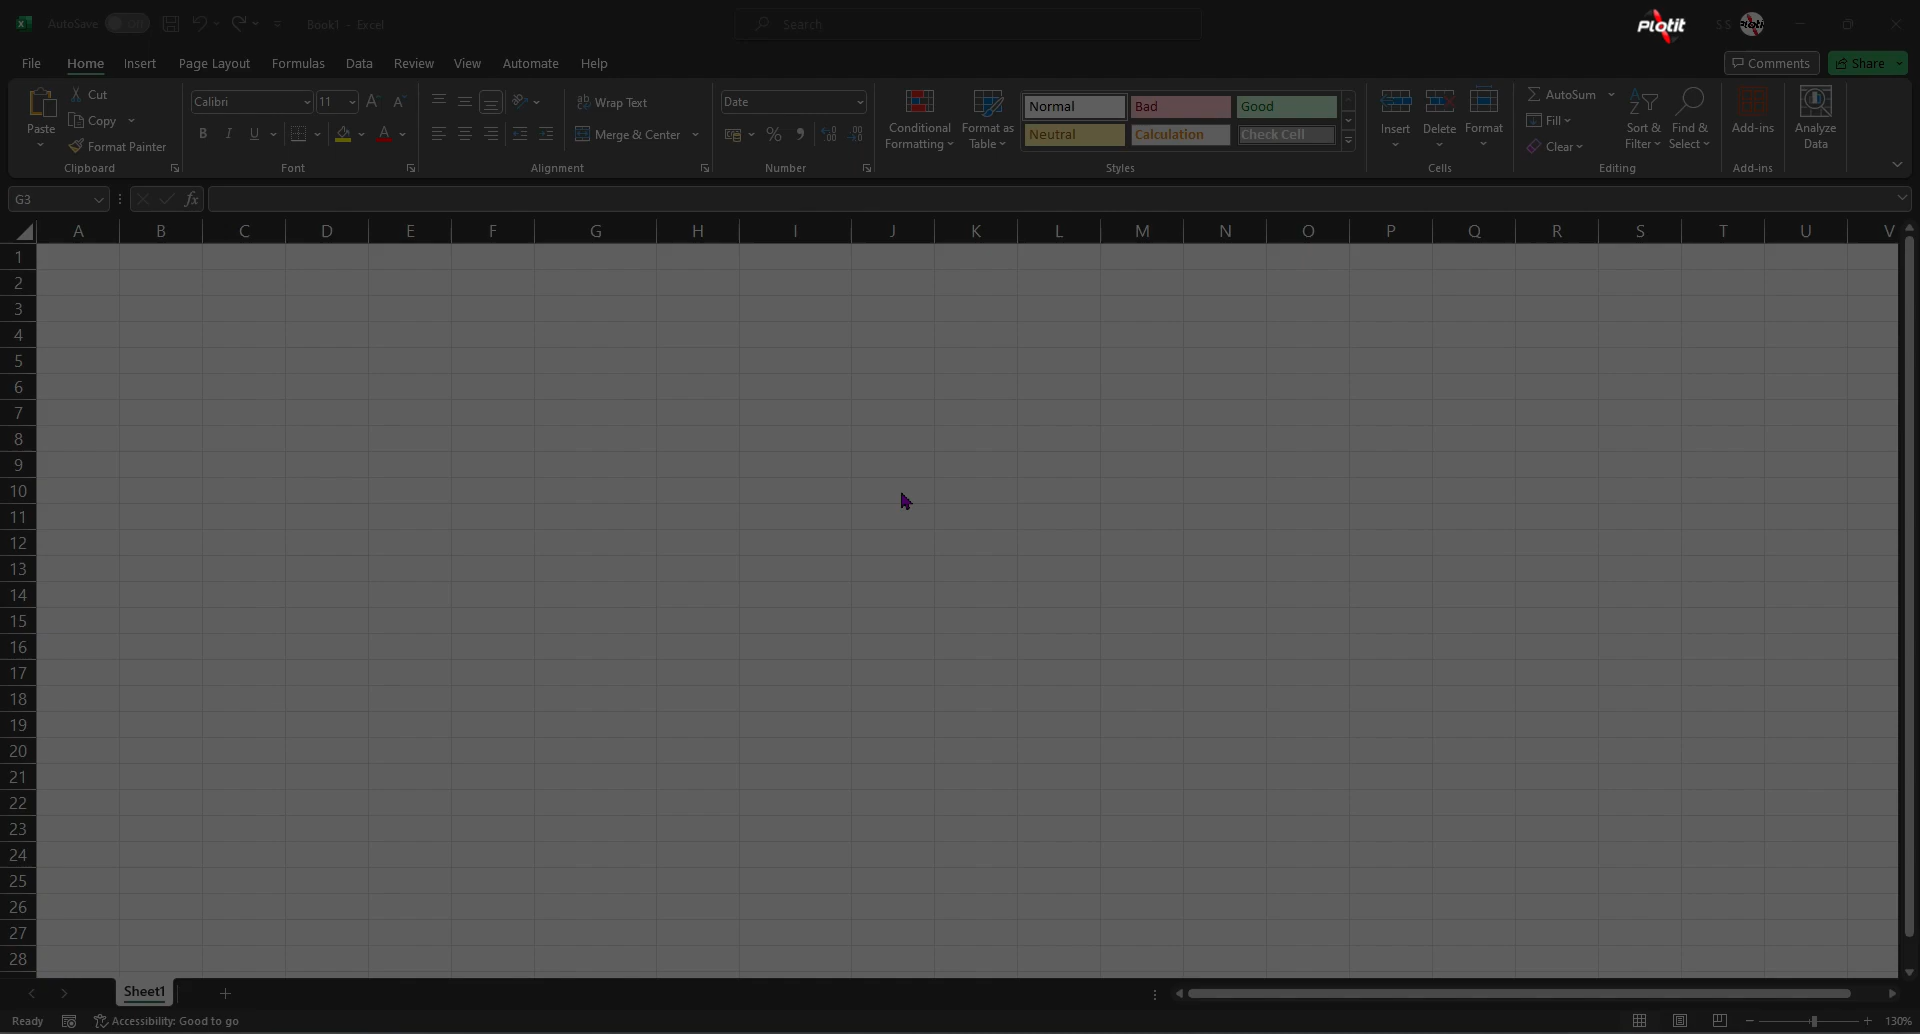 AutoSave Off Book1 - Excel Search Plotit S S Plotit
File Home Insert Page Layout Formulas Data Review View Automate Help Comments Share
Paste Cut Copy Format Painter Clipboard
Calibri 11 B I U A Font
ab Wrap Text Merge & Center Alignment
Date % Number
Conditional Formatting Format as Table Normal Bad Good Neutral Calculation Check Cell Styles
Insert Delete Format Cells
AutoSum Fill Clear Sort & Filter Find & Select Editing
Add-ins Add-ins
Analyze Data
G3 fx
A B C D E F G H I J K L M N O P Q R S T U V
1
2
3
4
5
6
7
8
9
10
11
12
13
14
15
16
17
18
19
20
21
22
23
24
25
26
27
28
Sheet1
Ready Accessibility: Good to go 130%